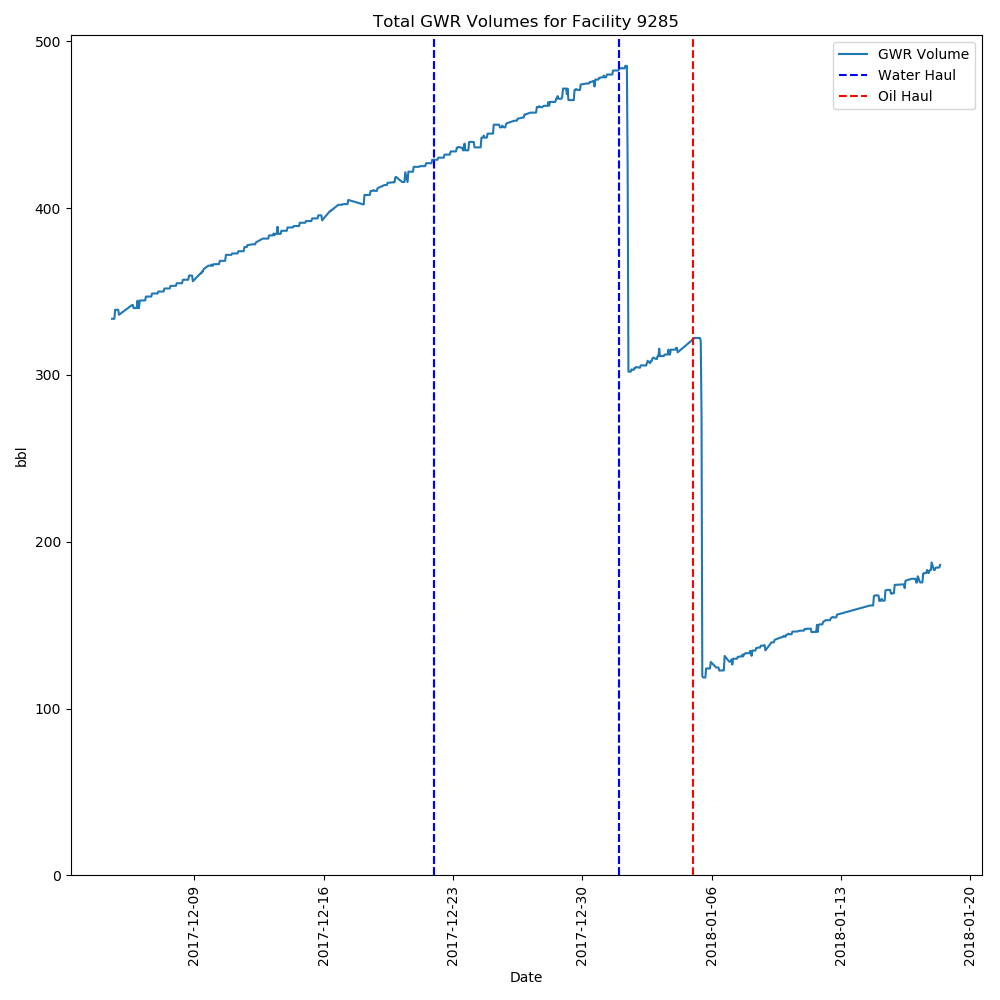 Total GWR Volumes for Facility 9285
GWR Volume
Water Haul
Oil Haul
500
400
300
200
100
0
bbl
2017-12-09
2017-12-16
2017-12-23
2017-12-30
2018-01-06
2018-01-13
2018-01-20
Date